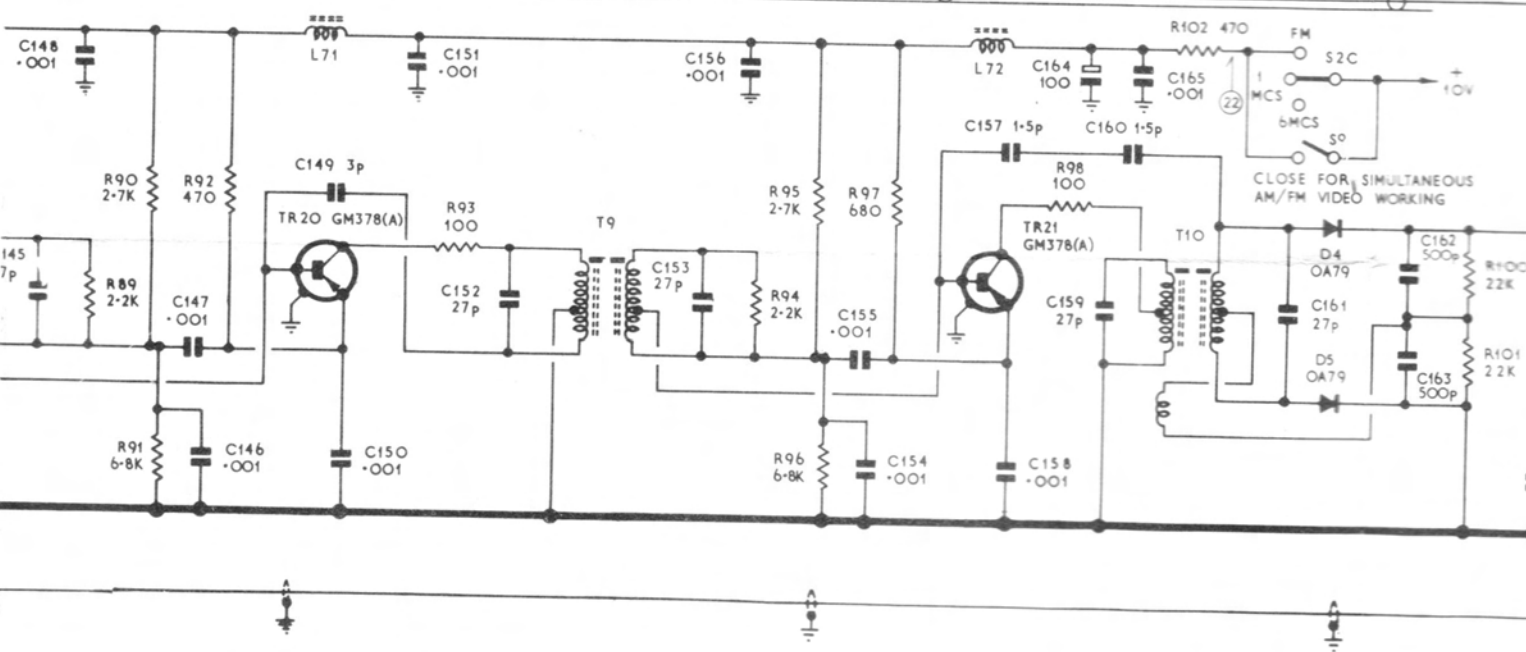 C148
·001
L71
C151
·001
C156
·001
L72
C164
100
C165
·001
R102 470
FM
S2C
1
MCS
6MCS
S9
+
10V
22
CLOSE FOR SIMULTANEOUS
AM/FM VIDEO WORKING
R90
2·7K
R92
470
C149 3p
TR20 GM378(A)
R93
100
T9
R95
2·7K
R97
680
C157 1·5p
C160 1·5p
R98
100
TR21
GM378(A)
T10
145
7p
R89
2·2K
C147
·001
C152
27p
C153
27p
R94
2·2K
C155
·001
C159
27p
D4
OA79
C161
27p
D5
OA79
C162
500p
R100
22K
C163
500p
R101
22K
R91
6·8K
C146
·001
C150
·001
R96
6·8K
C154
·001
C158
·001